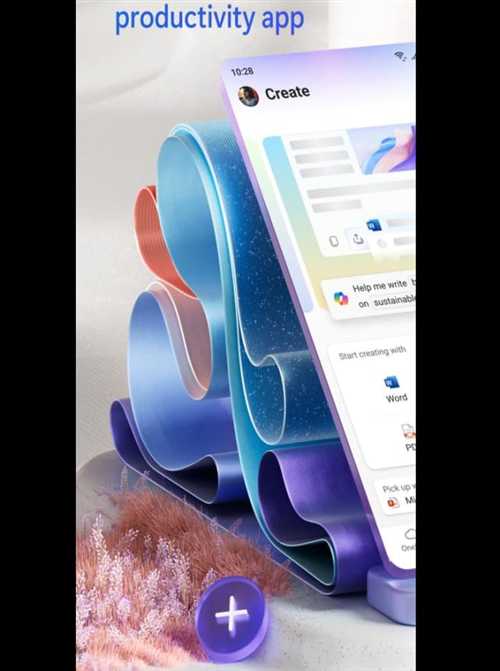 productivity app
10:28
Create
Help me write
on sustainable
Start creating with
Word
Pick up